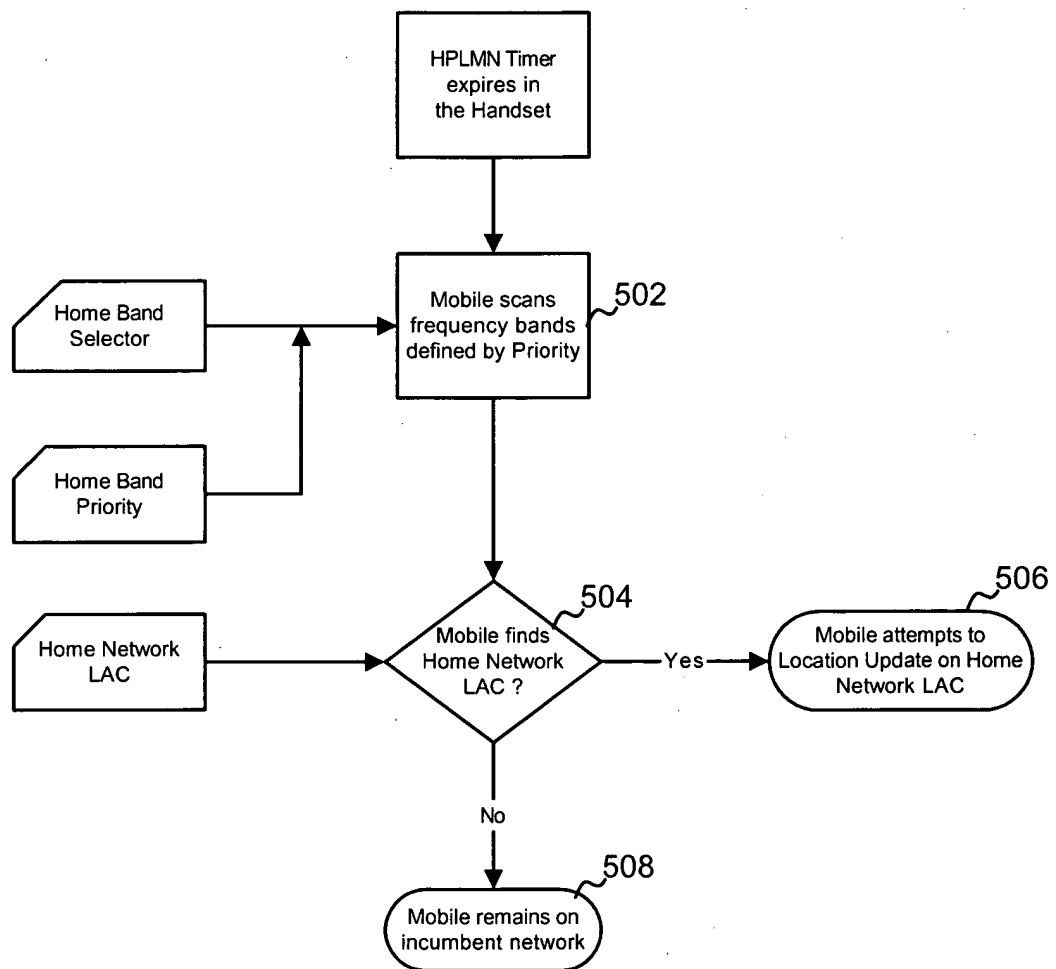 HPLMN Timer
expires in
the Handset
Home Band
Selector
Mobile scans
frequency bands
defined by Priority
502
Home Band
Priority
Home Network
LAC
Mobile finds
Home Network
LAC ?
504
Yes
506
Mobile attempts to
Location Update on Home
Network LAC
No
508
Mobile remains on
incumbent network